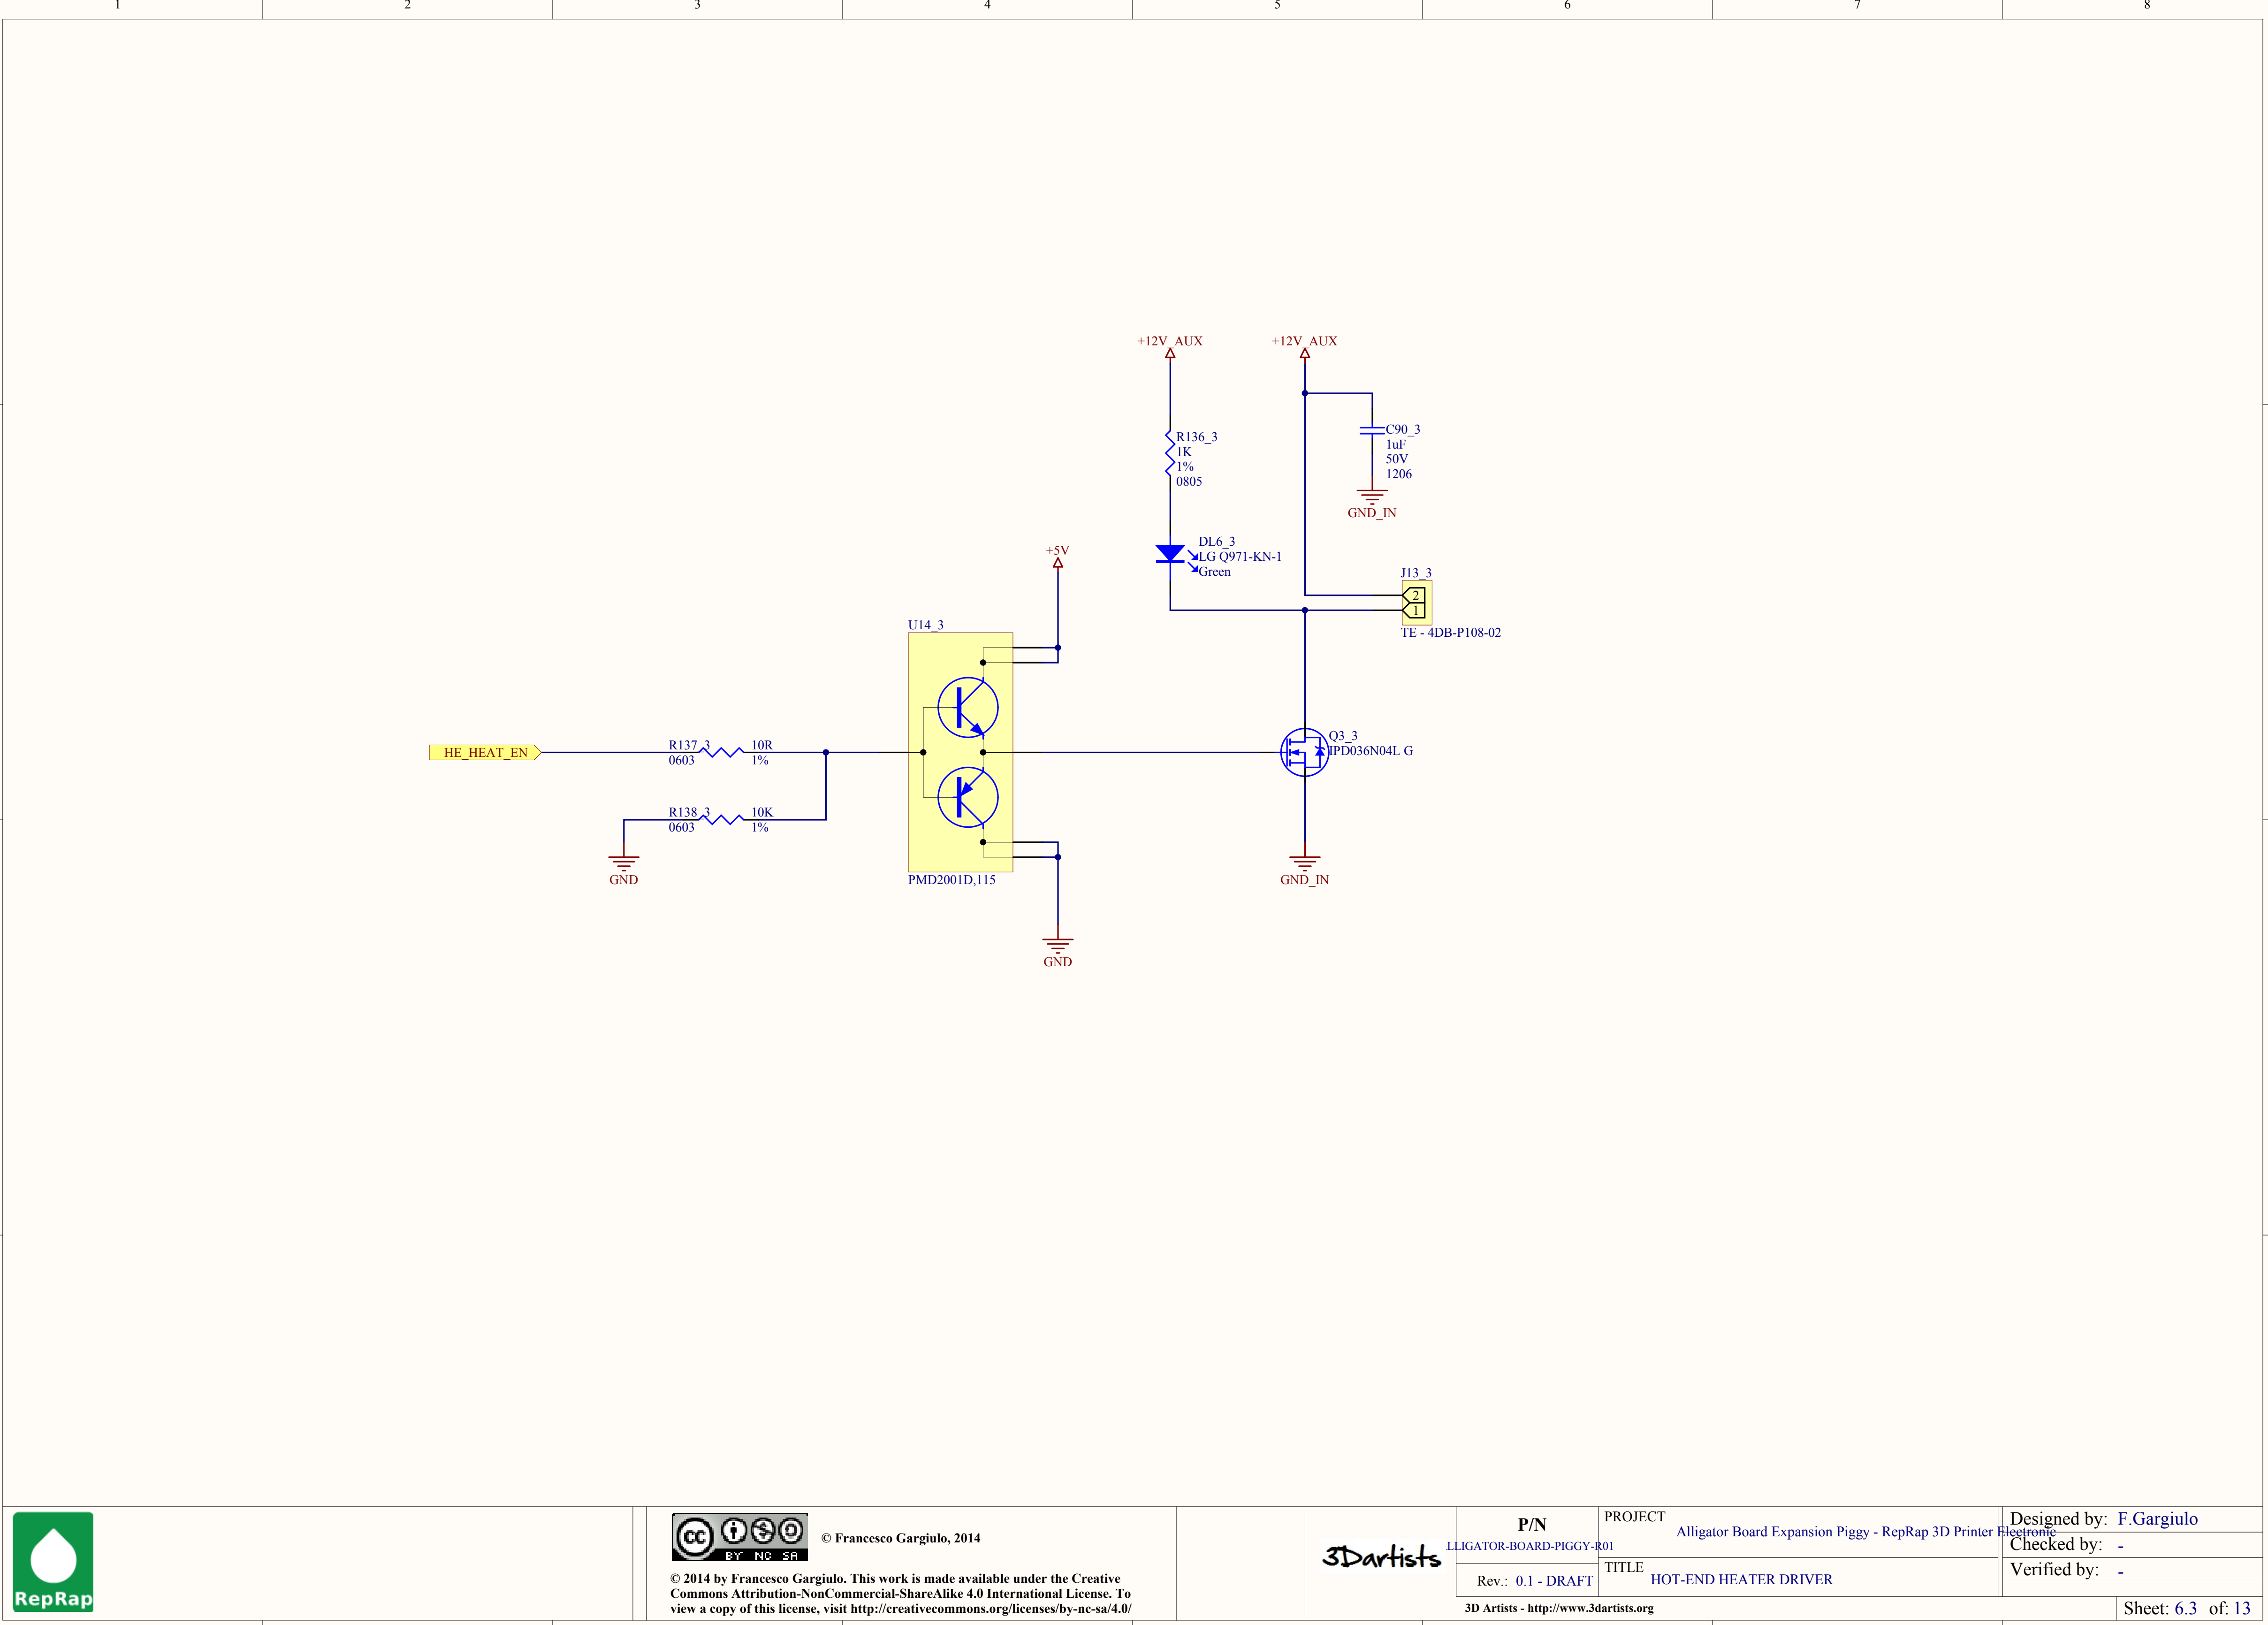 1 2 3 4 5 6 7 8
+12V_AUX
+12V_AUX
R136_3
1K
1%
0805
C90_3
1uF
50V
1206
GND_IN
DL6_3
LG Q971-KN-1
Green
+5V
J13_3
2
1
TE - 4DB-P108-02
U14_3
HE_HEAT_EN
R137_3 10R
0603 1%
R138_3 10K
0603 1%
GND
PMD2001D,115
GND
Q3_3
IPD036N04L G
GND_IN
RepRap
cc
BY NC SA
© Francesco Gargiulo, 2014
© 2014 by Francesco Gargiulo. This work is made available under the Creative
Commons Attribution-NonCommercial-ShareAlike 4.0 International License. To
view a copy of this license, visit http://creativecommons.org/licenses/by-nc-sa/4.0/
3Dartists
P/N
LLIGATOR-BOARD-PIGGY-R01
Rev.: 0.1 - DRAFT
PROJECT
Alligator Board Expansion Piggy - RepRap 3D Printer Electronic
TITLE
HOT-END HEATER DRIVER
3D Artists - http://www.3dartists.org
Designed by: F.Gargiulo
Checked by: -
Verified by: -
Sheet: 6.3 of: 13